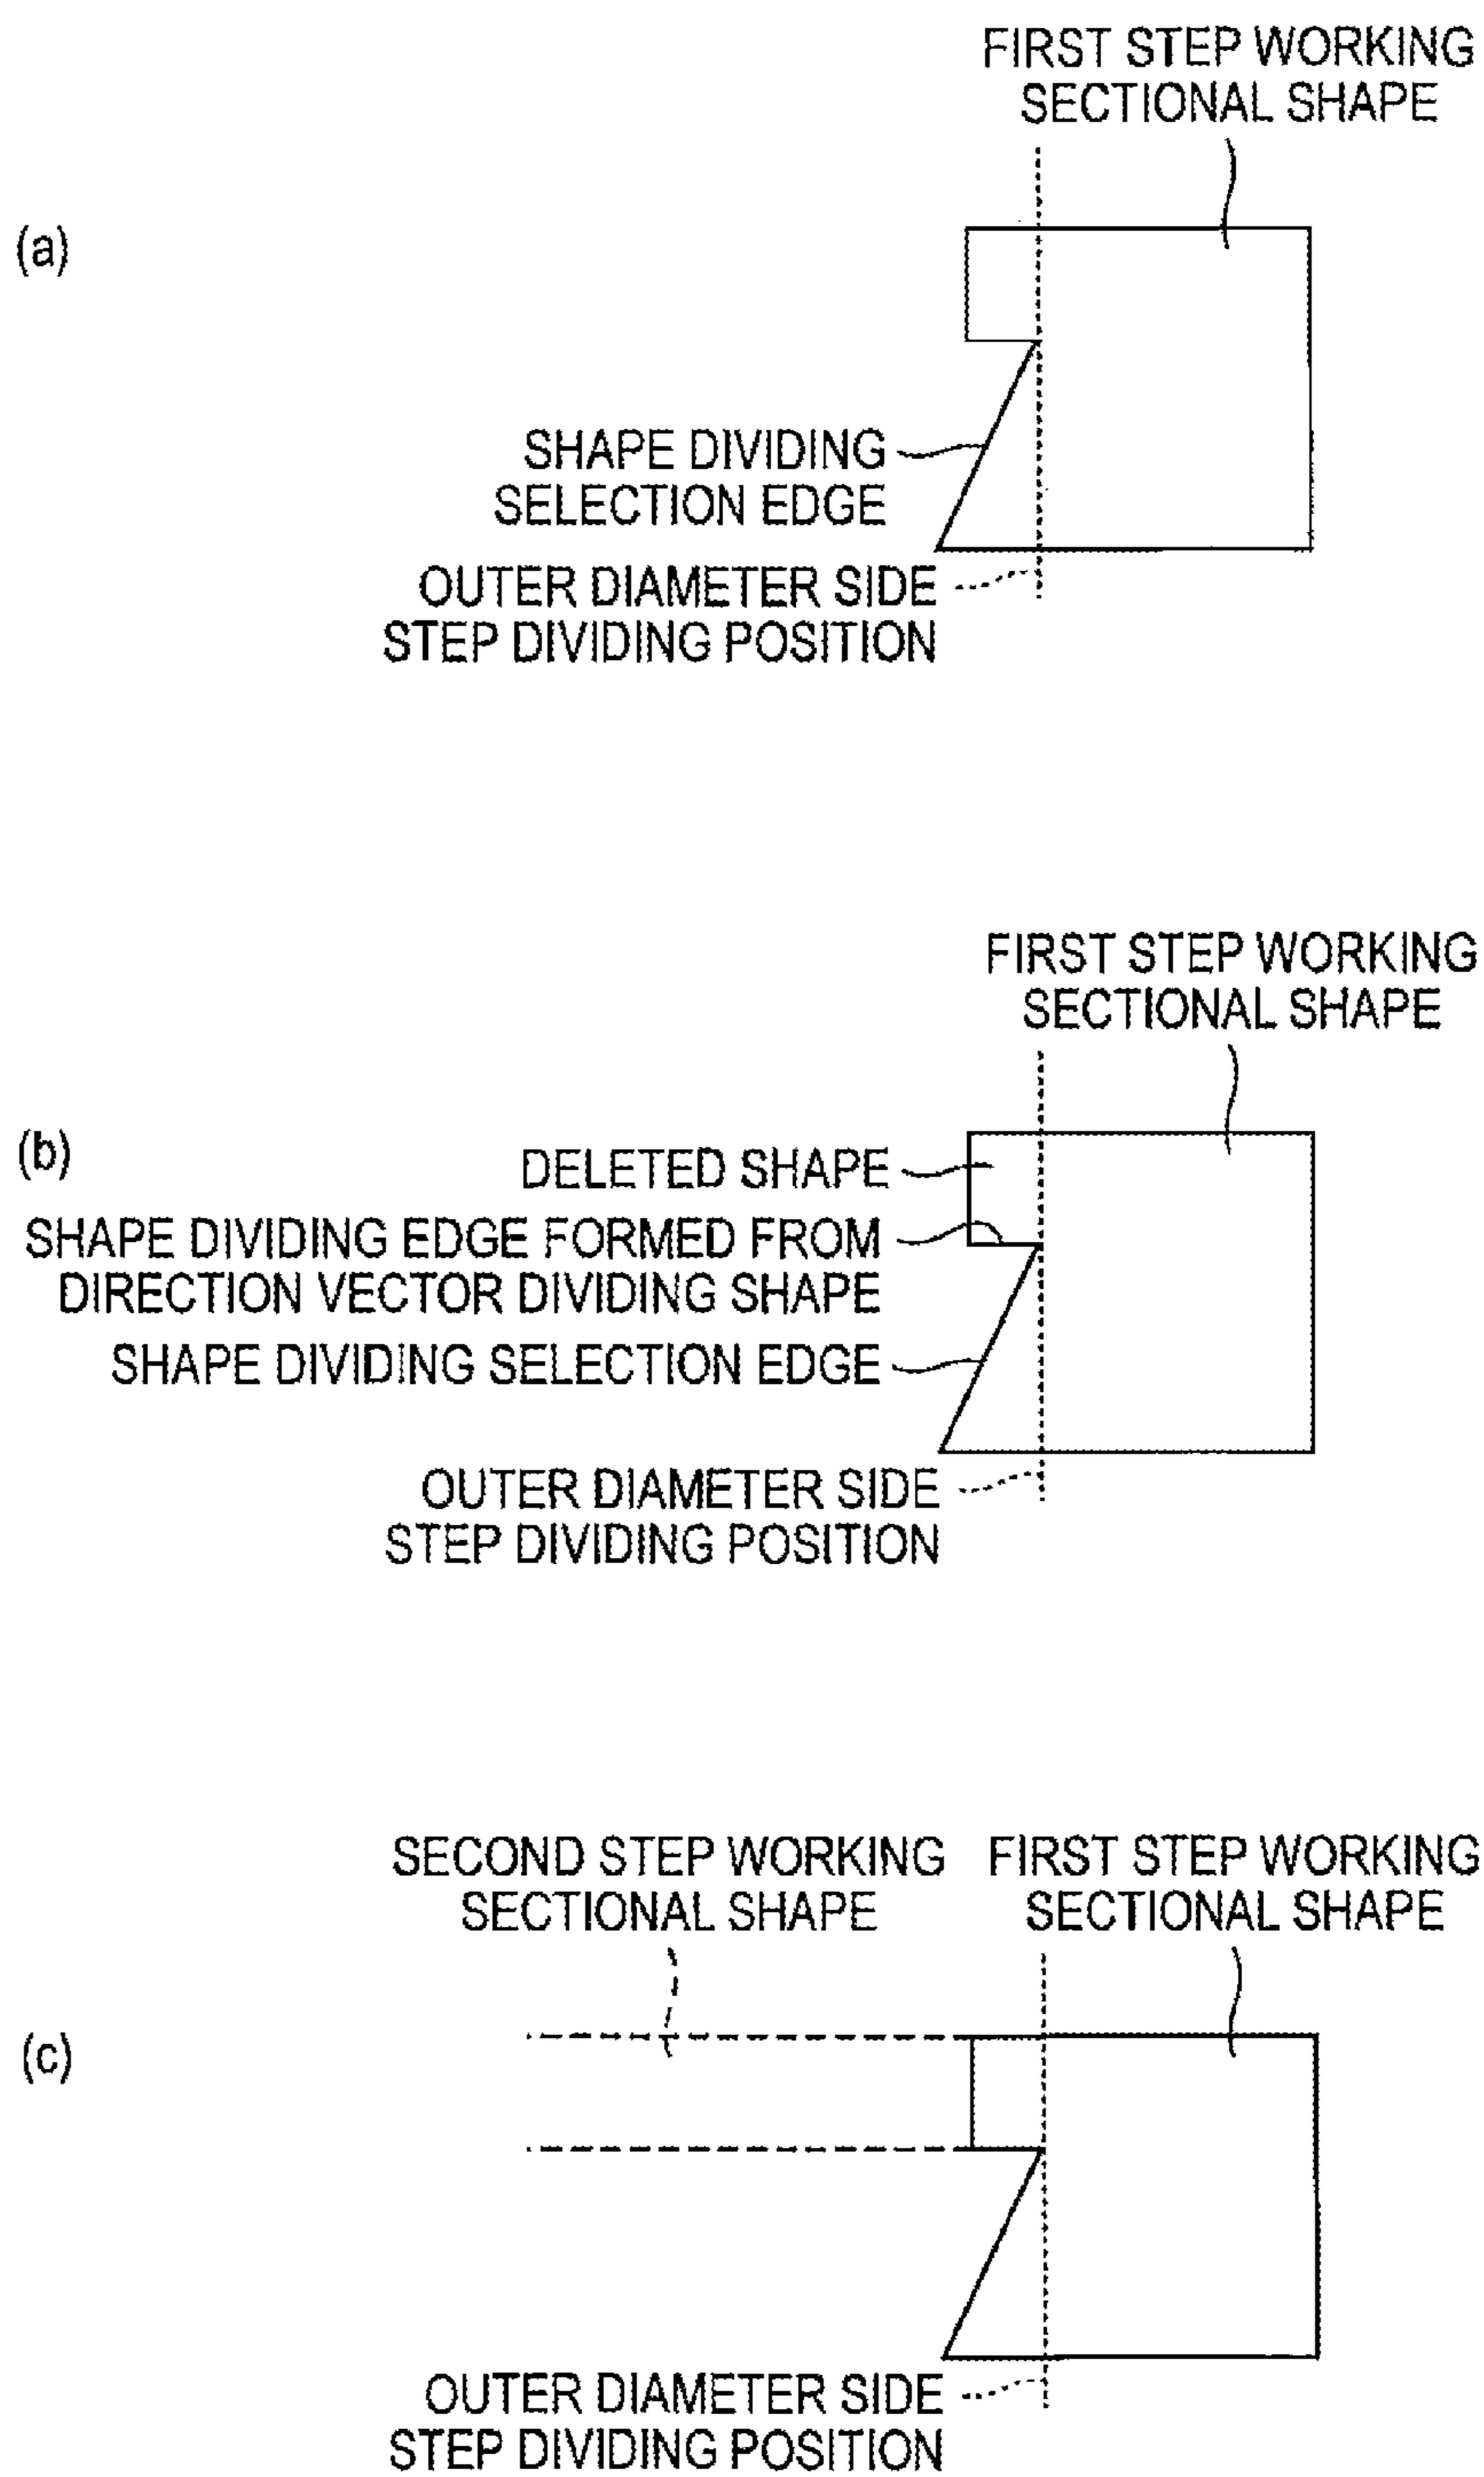 FIRST STEP WORKING
SECTIONAL SHAPE
(a)
SHAPE DIVIDING
SELECTION EDGE
OUTER DIAMETER SIDE
STEP DIVIDING POSITION
FIRST STEP WORKING
SECTIONAL SHAPE
(b)
DELETED SHAPE
SHAPE DIVIDING EDGE FORMED FROM
DIRECTION VECTOR DIVIDING SHAPE
SHAPE DIVIDING SELECTION EDGE
OUTER DIAMETER SIDE
STEP DIVIDING POSITION
SECOND STEP WORKING
SECTIONAL SHAPE
FIRST STEP WORKING
SECTIONAL SHAPE
(c)
OUTER DIAMETER SIDE
STEP DIVIDING POSITION